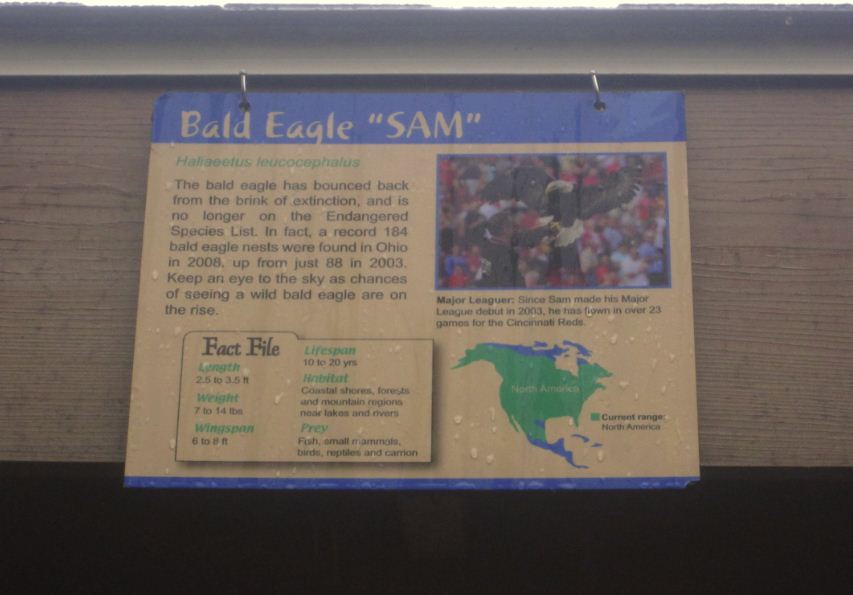 Bald Eagle "SAM"
Haliaeetus leucocephalus
The bald eagle has bounced back
from the brink of extinction, and is
no longer on the Endangered
Species List. In fact, a record 184
bald eagle nests were found in Ohio
in 2008, up from just 88 in 2003.
Keep an eye to the sky as chances
of seeing a wild bald eagle are on
the rise.
Major Leaguer: Since Sam made his Major
League debut in 2003, he has flown in over 23
games for the Cincinnati Reds.
Fact File
Length
2.5 to 3.5 ft
Weight
7 to 14 lbs
Wingspan
6 to 8 ft
Lifespan
10 to 20 yrs
Habitat
Coastal shores, forests
and mountain regions
near lakes and rivers
Prey
Fish, small mammals,
birds, reptiles and carrion
North America
Current range:
North America